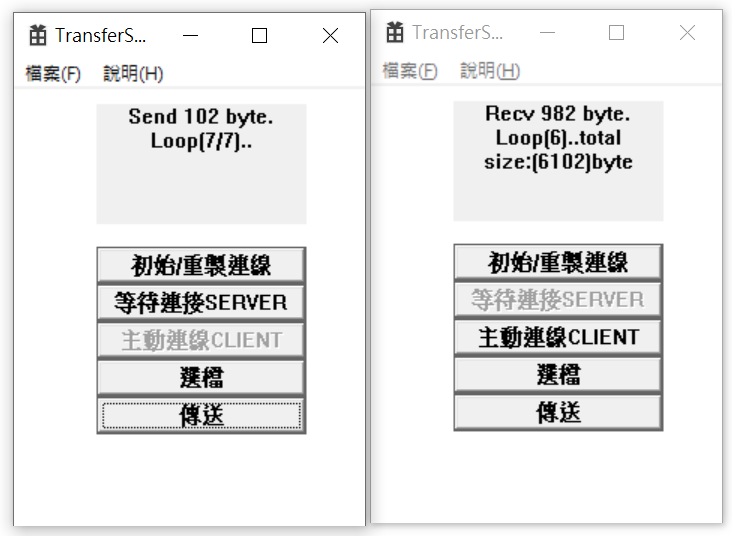 TransferS...
檔案(F) 說明(H)
Send 102 byte.
Loop(7/7)..
初始/重製連線
等待連接SERVER
主動連線CLIENT
選檔
傳送
TransferS...
檔案(F) 說明(H)
Recv 982 byte.
Loop(6)..total
size:(6102)byte
初始/重製連線
等待連接SERVER
主動連線CLIENT
選檔
傳送